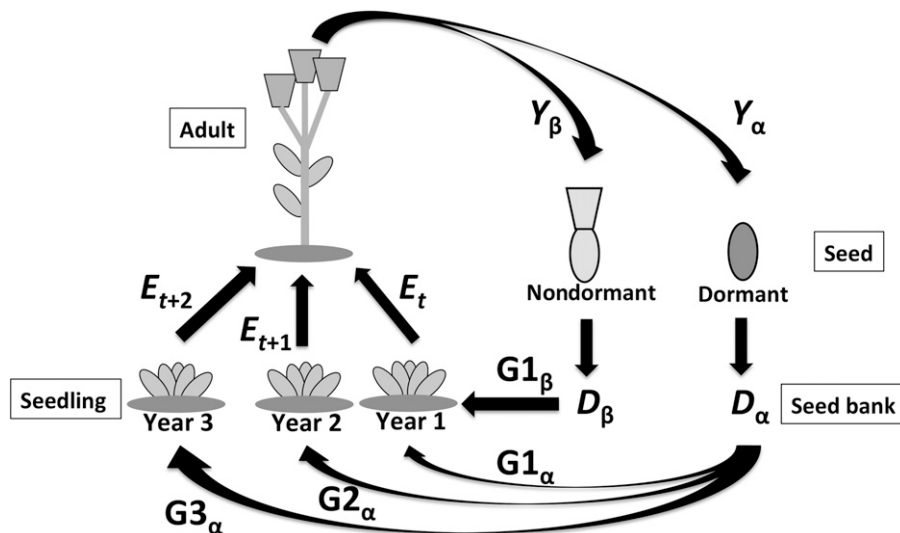 Adult
Yβ
Yα
Seed
Nondormant
Dormant
Et+2
Et+1
Et
G1β
Dβ
Dα
Seedling
Seed bank
Year 3
Year 2
Year 1
G1α
G2α
G3α